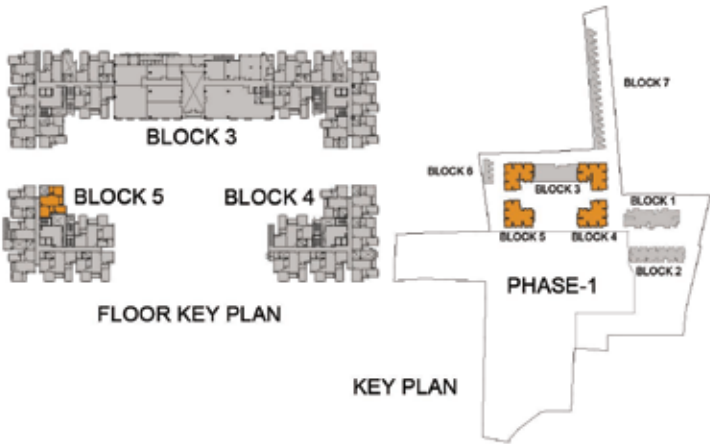 BLOCK 3
BLOCK 5
BLOCK 4
FLOOR KEY PLAN
BLOCK 7
BLOCK 6
BLOCK 3
BLOCK 1
BLOCK 5
BLOCK 4
BLOCK 2
PHASE-1
KEY PLAN